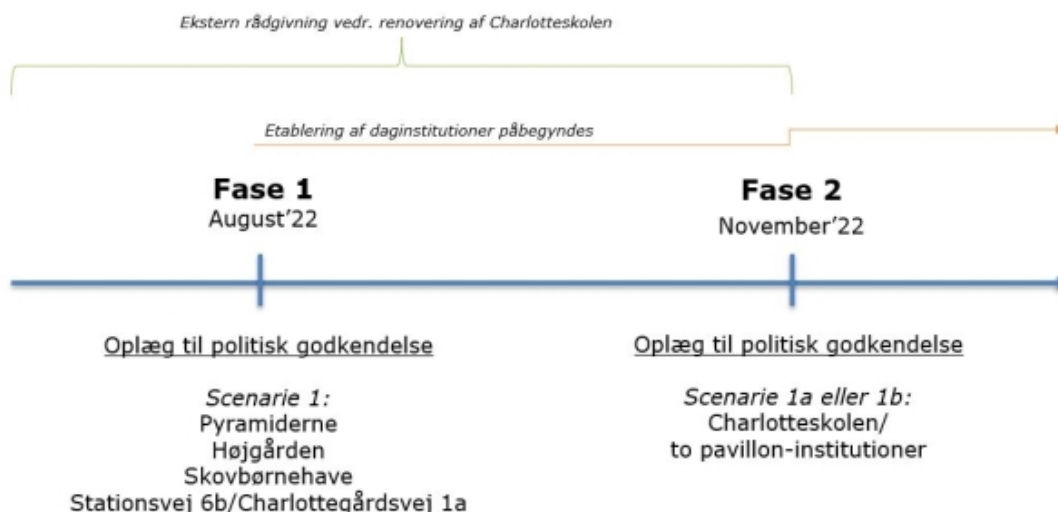 Ekstern rådgivning vedr. renovering af Charlotteskolen
Etablering af daginstitutioner påbegyndes
Fase 1
August'22
Fase 2
November'22
Oplæg til politisk godkendelse
Scenarie 1:
Pyramiderne
Højgården
Skovbørnehave
Stationsvej 6b/Charlottegårdsvej 1a
Oplæg til politisk godkendelse
Scenarie 1a eller 1b:
Charlotteskolen/
to pavillon-institutioner